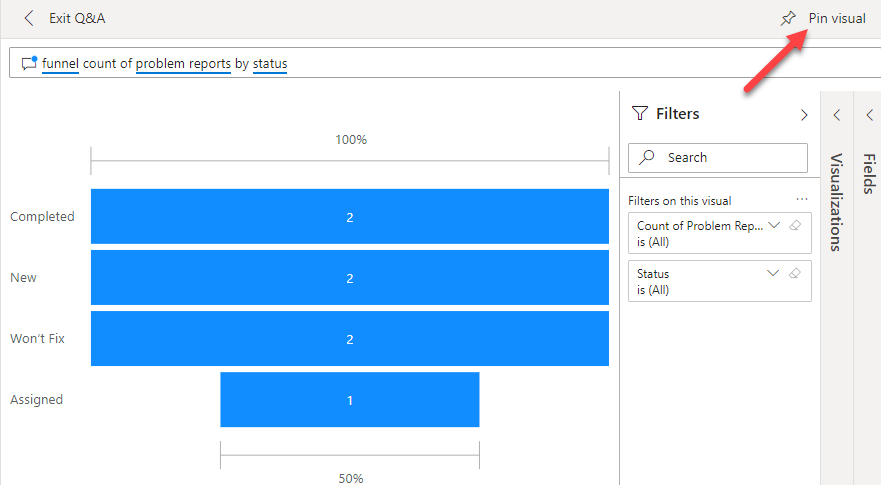 Exit Q&A
Pin visual
funnel count of problem reports by status
100%
Completed
2
New
2
Won't Fix
2
Assigned
1
50%
Filters
Search
Filters on this visual
...
Count of Problem Rep...
is (All)
Status
is (All)
Visualizations
Fields